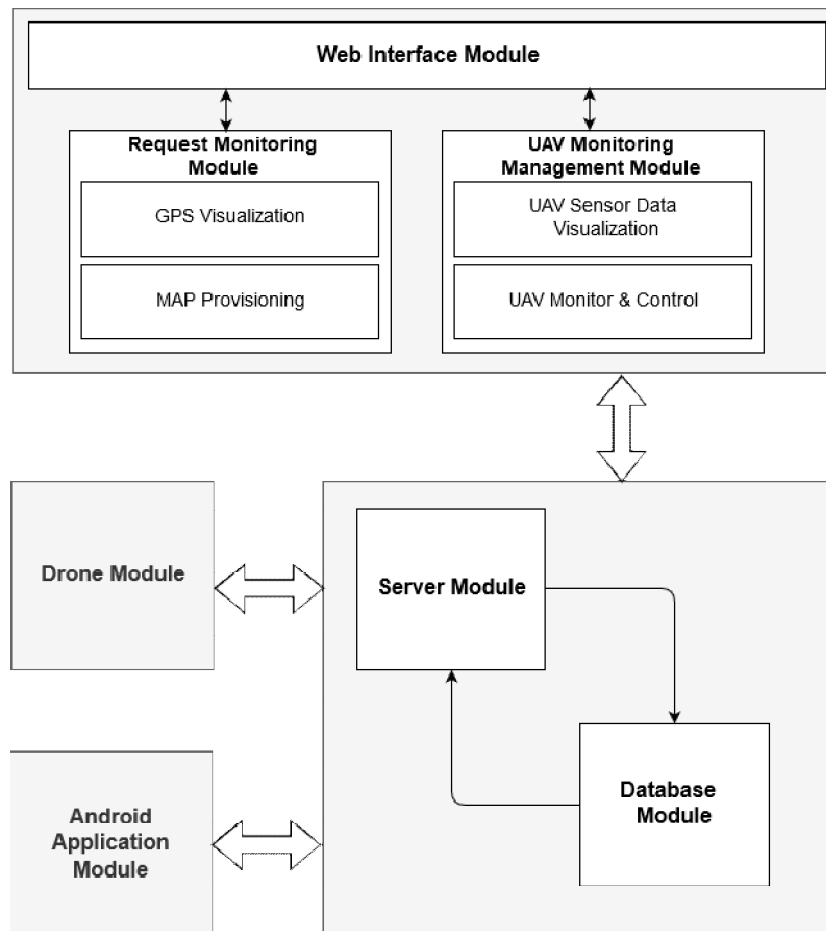 Web Interface Module
Request Monitoring
Module
GPS Visualization
MAP Provisioning
UAV Monitoring
Management Module
UAV Sensor Data
Visualization
UAV Monitor & Control
Drone Module
Server Module
Database
Module
Android
Application
Module